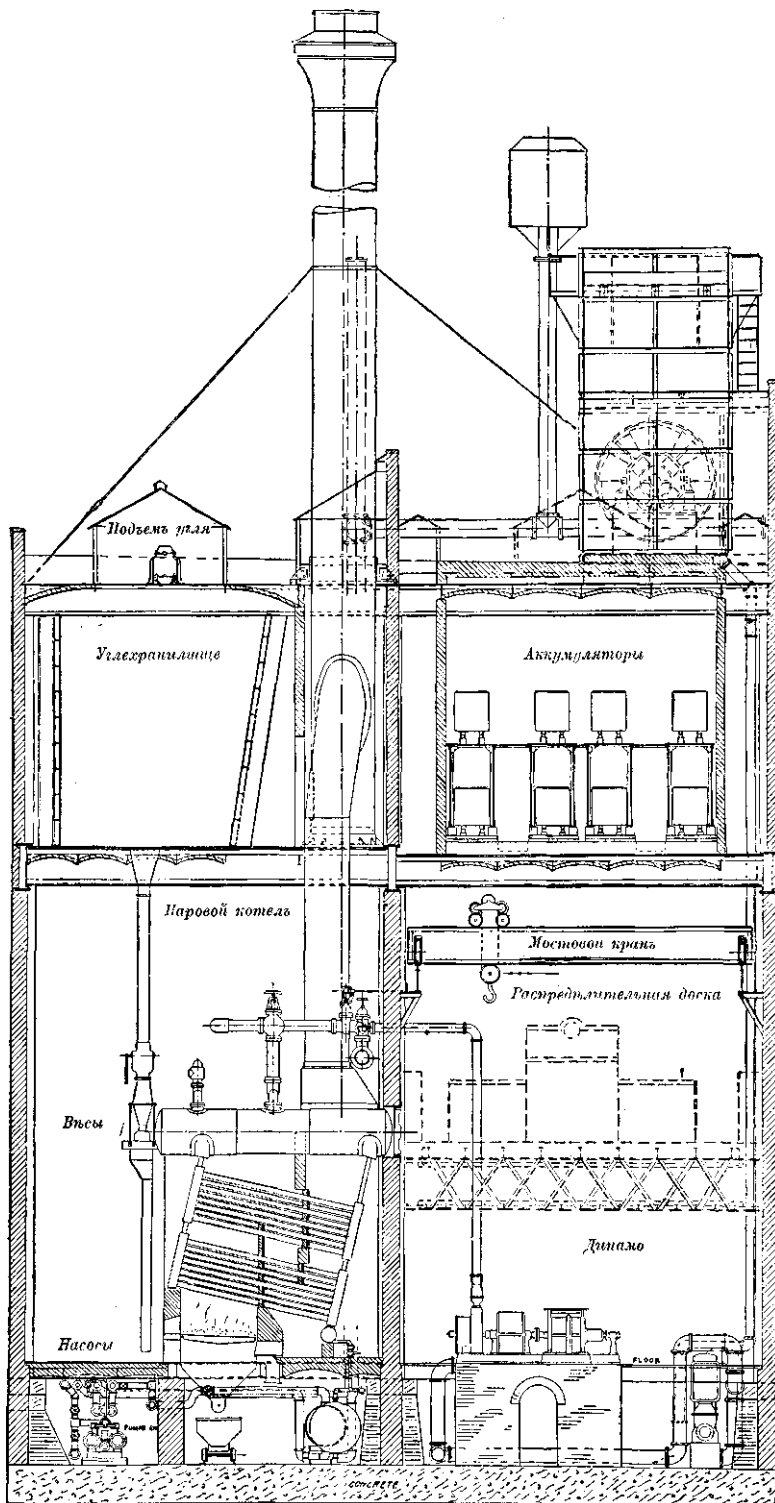 Подъемъ угля
Углехранилище
Аккумуляторы
Паровой котелъ
Мостовой кранъ
Распредѣлительная доска
Вѣсы
Динамо
Насосы
FLOOR
CONCRETE